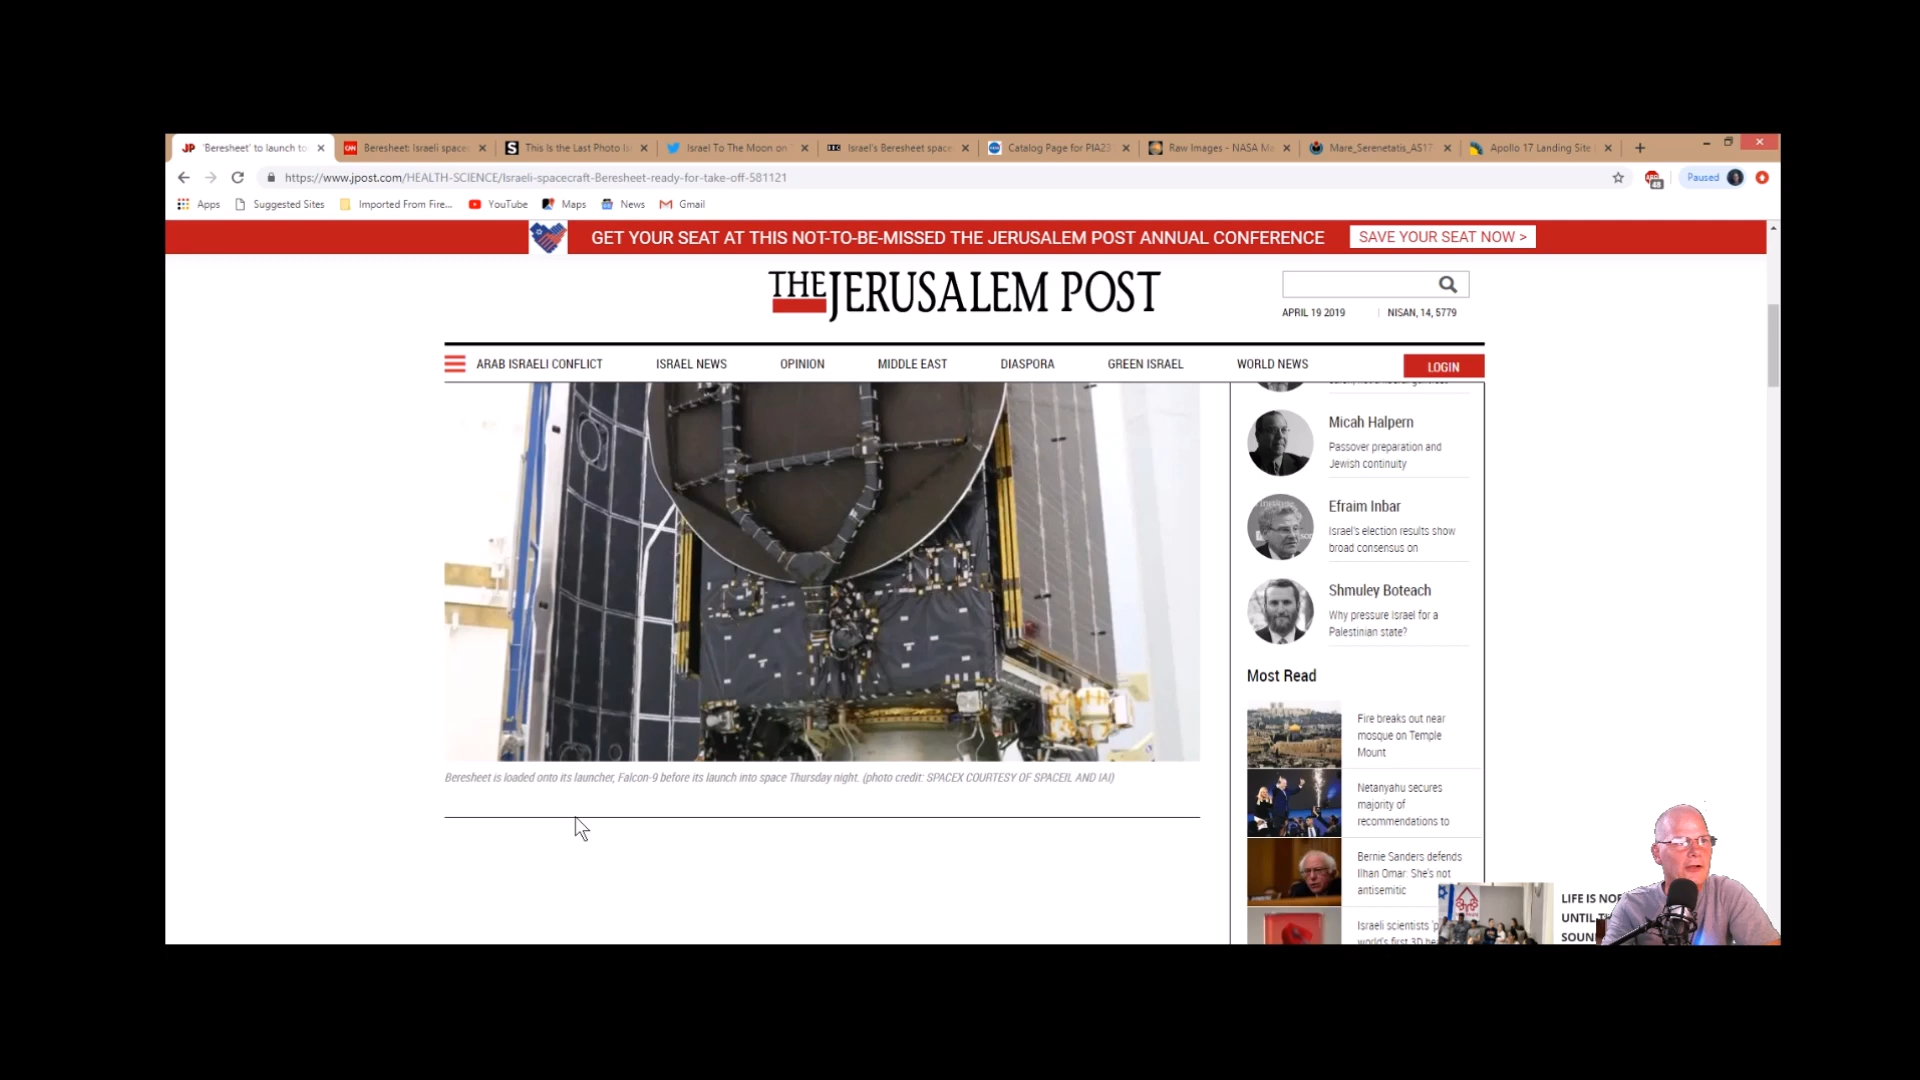 'Beresheet' to launch to
Beresheet: Israeli space
This Is the Last Photo
Israel To The Moon on
Israel's Beresheet space
Catalog Page for PIA23
Raw Images - NASA
Mare_Serenetatis_AS17
Apollo 17 Landing Site
https://www.jpost.com/HEALTH-SCIENCE/Israeli-spacecraft-Beresheet-ready-for-take-off-581121
Paused
Apps Suggested Sites Imported From Fire... YouTube Maps News Gmail
GET YOUR SEAT AT THIS NOT-TO-BE-MISSED THE JERUSALEM POST ANNUAL CONFERENCE SAVE YOUR SEAT NOW >
THE JERUSALEM POST
APRIL 19 2019 | NISAN, 14, 5779
ARAB ISRAELI CONFLICT ISRAEL NEWS OPINION MIDDLE EAST DIASPORA GREEN ISRAEL WORLD NEWS LOGIN
Micah Halpern
Passover preparation and
Jewish continuity
Efraim Inbar
Israel's election results show
broad consensus on
Shmuley Boteach
Why pressure Israel for a
Palestinian state?
Most Read
Fire breaks out near
mosque on Temple
Mount
Netanyahu secures
majority of
recommendations to
Bernie Sanders defends
Ilhan Omar: She's not
antisemitic
Israeli scientists
world's first 3D
Beresheet is loaded onto its launcher, Falcon-9 before its launch into space Thursday night. (photo credit: SPACEX COURTESY OF SPACEIL AND IAI)
LIFE IS
UNTIL